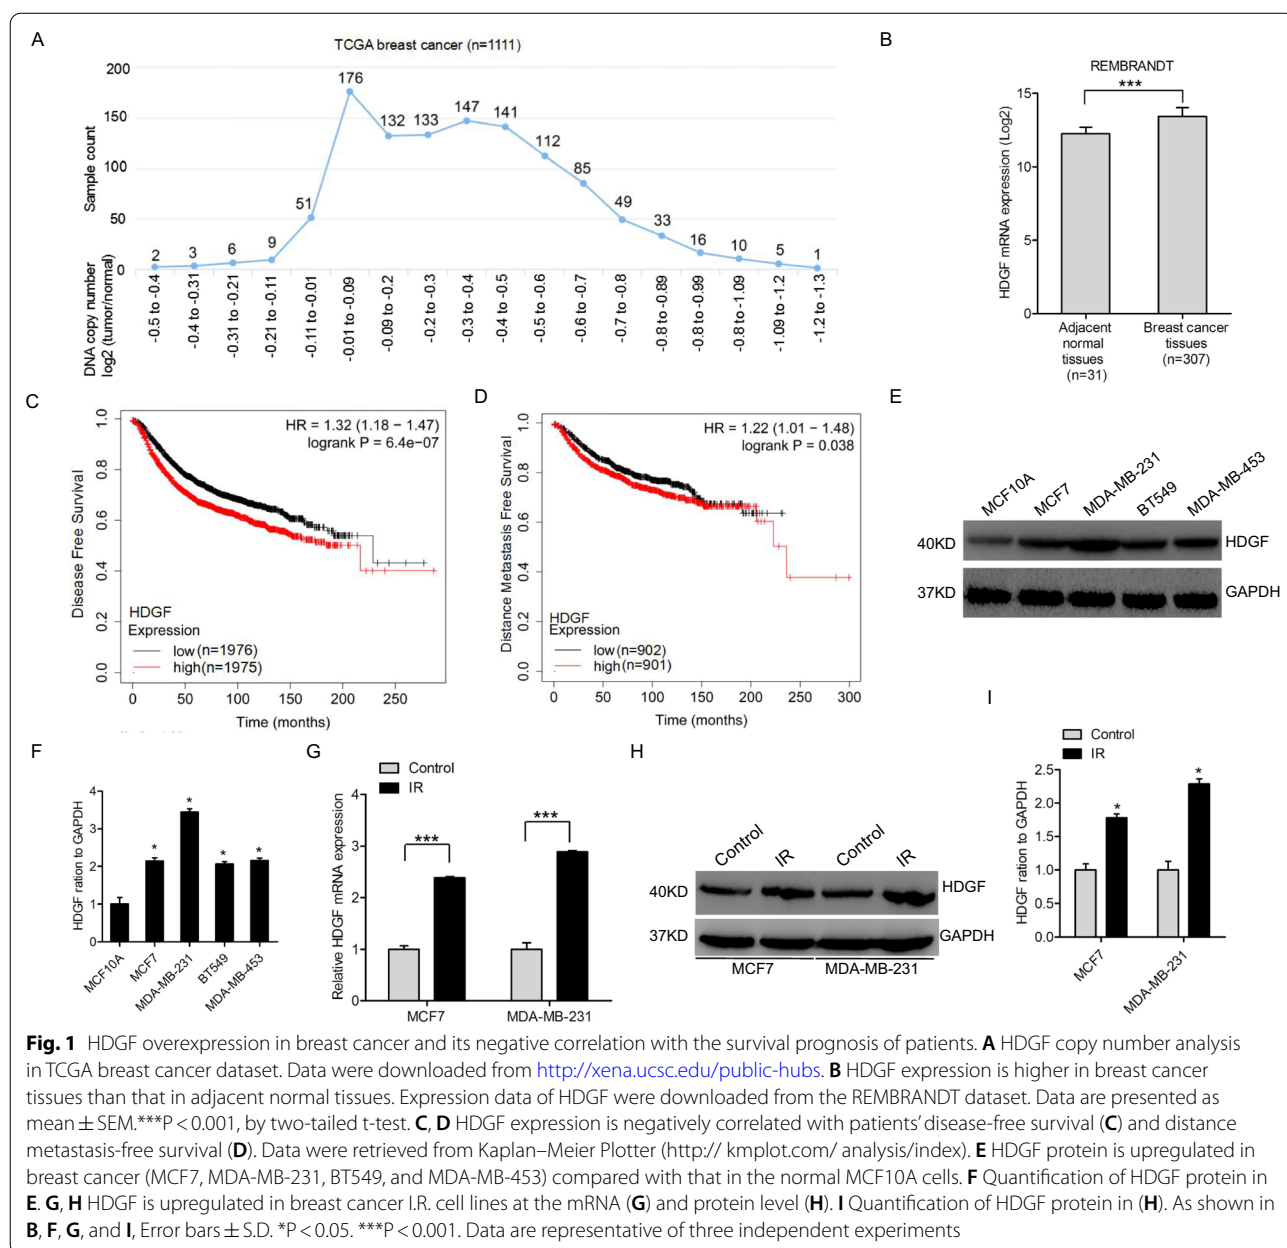 A
TCGA breast cancer (n=1111)
Sample count
200
150
100
50
0
2
3
6
9
51
176
132
133
147
141
112
85
49
33
16
10
5
1
DNA copy number
log2 (tumor/normal)
-0.5 to -0.4
-0.4 to -0.31
-0.31 to -0.21
-0.21 to -0.11
-0.11 to -0.01
-0.01 to -0.09
-0.09 to -0.2
-0.2 to -0.3
-0.3 to -0.4
-0.4 to -0.5
-0.5 to -0.6
-0.6 to -0.7
-0.7 to -0.8
-0.8 to -0.89
-0.8 to -0.99
-0.8 to -1.09
-1.09 to -1.2
-1.2 to -1.3
B
REMBRANDT
***
HDGF mRNA expression (Log2)
15
10
5
0
Adjacent
normal
tissues
(n=31)
Breast cancer
tissues
(n=307)
C
Disease Free Survival
1.0
0.8
0.6
0.4
0.2
0.0
HR = 1.32 (1.18 − 1.47)
logrank P = 6.4e−07
HDGF
Expression
low(n=1976)
high(n=1975)
0 50 100 150 200 250
Time (months)
D
Distance Metastasis Free Survival
1.0
0.8
0.6
0.4
0.2
0.0
HR = 1.22 (1.01 − 1.48)
logrank P = 0.038
HDGF
Expression
low(n=902)
high(n=901)
0 50 100 150 200 250 300
Time (months)
E
MCF10A
MCF7
MDA-MB-231
BT549
MDA-MB-453
40KD
HDGF
37KD
GAPDH
F
HDGF ration to GAPDH
4
3
2
1
0
*
*
*
*
MCF10A
MCF7
MDA-MB-231
BT549
MDA-MB-453
G
Control
IR
Relative HDGF mRNA expression
4
3
2
1
0
***
***
MCF7
MDA-MB-231
H
Control
IR
Control
IR
40KD
HDGF
37KD
GAPDH
MCF7
MDA-MB-231
I
Control
IR
HDGF ration to GAPDH
2.5
2.0
1.5
1.0
0.5
0.0
*
*
MCF7
MDA-MB-231
Fig. 1 HDGF overexpression in breast cancer and its negative correlation with the survival prognosis of patients. A HDGF copy number analysis
in TCGA breast cancer dataset. Data were downloaded from http://xena.ucsc.edu/public-hubs. B HDGF expression is higher in breast cancer
tissues than that in adjacent normal tissues. Expression data of HDGF were downloaded from the REMBRANDT dataset. Data are presented as
mean ± SEM.***P < 0.001, by two-tailed t-test. C, D HDGF expression is negatively correlated with patients' disease-free survival (C) and distance
metastasis-free survival (D). Data were retrieved from Kaplan–Meier Plotter (http:// kmplot.com/ analysis/index). E HDGF protein is upregulated in
breast cancer (MCF7, MDA-MB-231, BT549, and MDA-MB-453) compared with that in the normal MCF10A cells. F Quantification of HDGF protein in
E. G, H HDGF is upregulated in breast cancer I.R. cell lines at the mRNA (G) and protein level (H). I Quantification of HDGF protein in (H). As shown in
B, F, G, and I, Error bars ± S.D. *P < 0.05. ***P < 0.001. Data are representative of three independent experiments